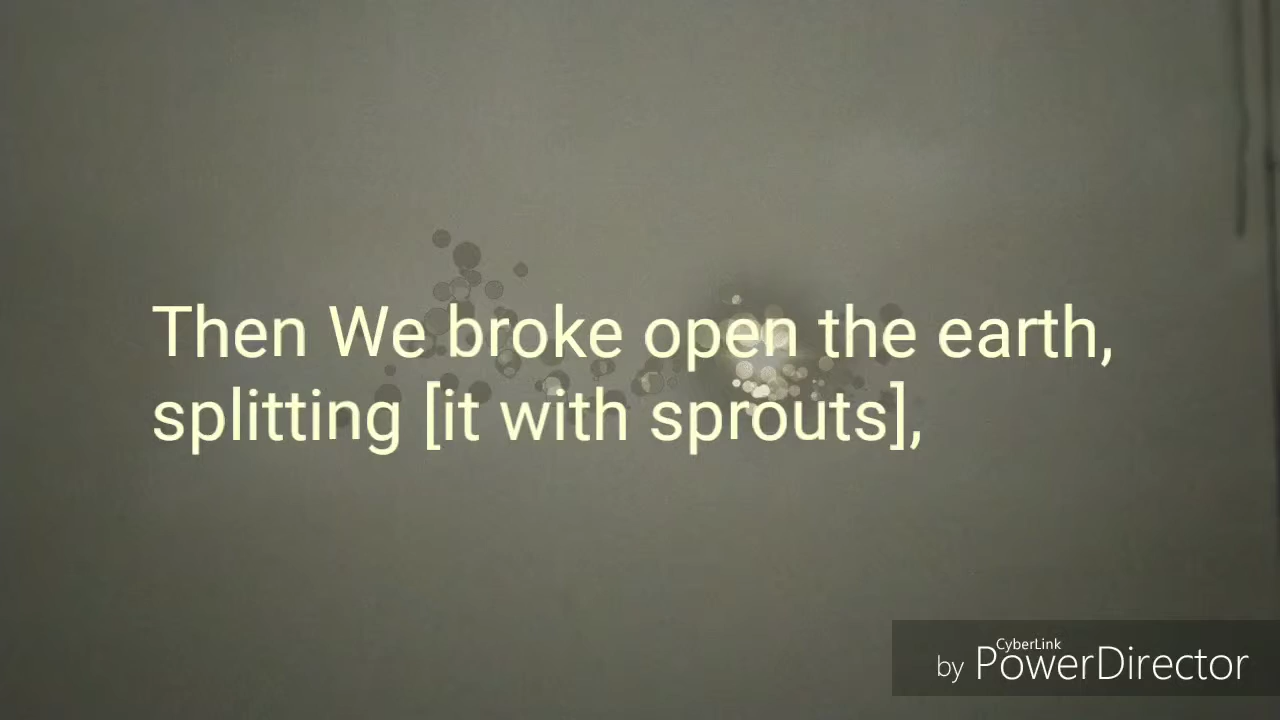 Then We broke open the earth,
splitting [it with sprouts],
CyberLink
by PowerDirector